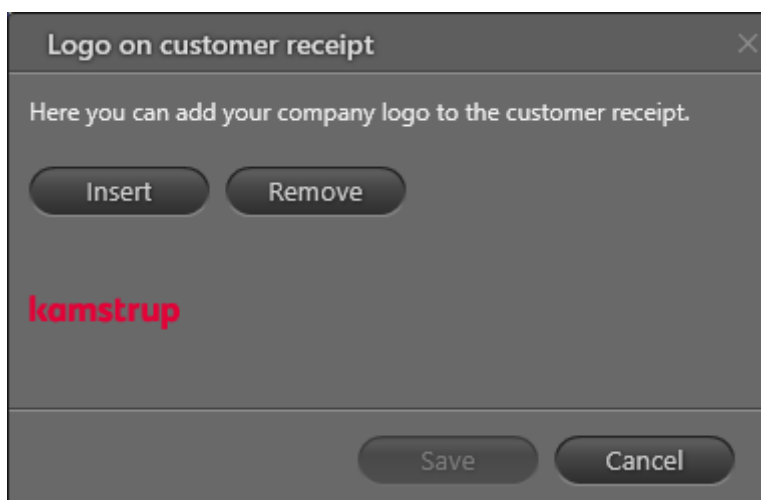 Logo on customer receipt
Here you can add your company logo to the customer receipt.
Insert Remove
kamstrup
Save Cancel